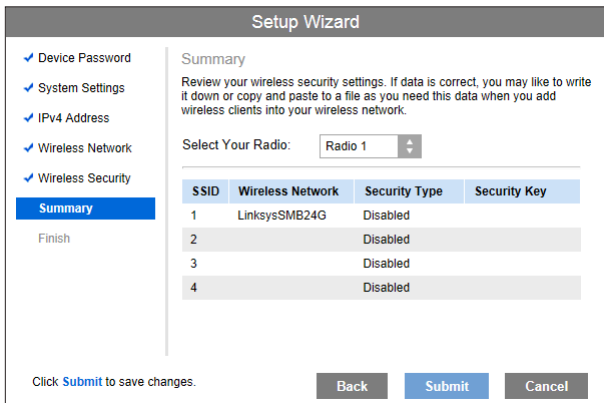 Setup Wizard
Device Password
System Settings
IPv4 Address
Wireless Network
Wireless Security
Summary
Finish
Summary
Review your wireless security settings. If data is correct, you may like to write
it down or copy and paste to a file as you need this data when you add
wireless clients into your wireless network.
Select Your Radio: Radio 1
SSID Wireless Network Security Type Security Key
1 LinksysSMB24G Disabled
2 Disabled
3 Disabled
4 Disabled
Click Submit to save changes.
Back Submit Cancel